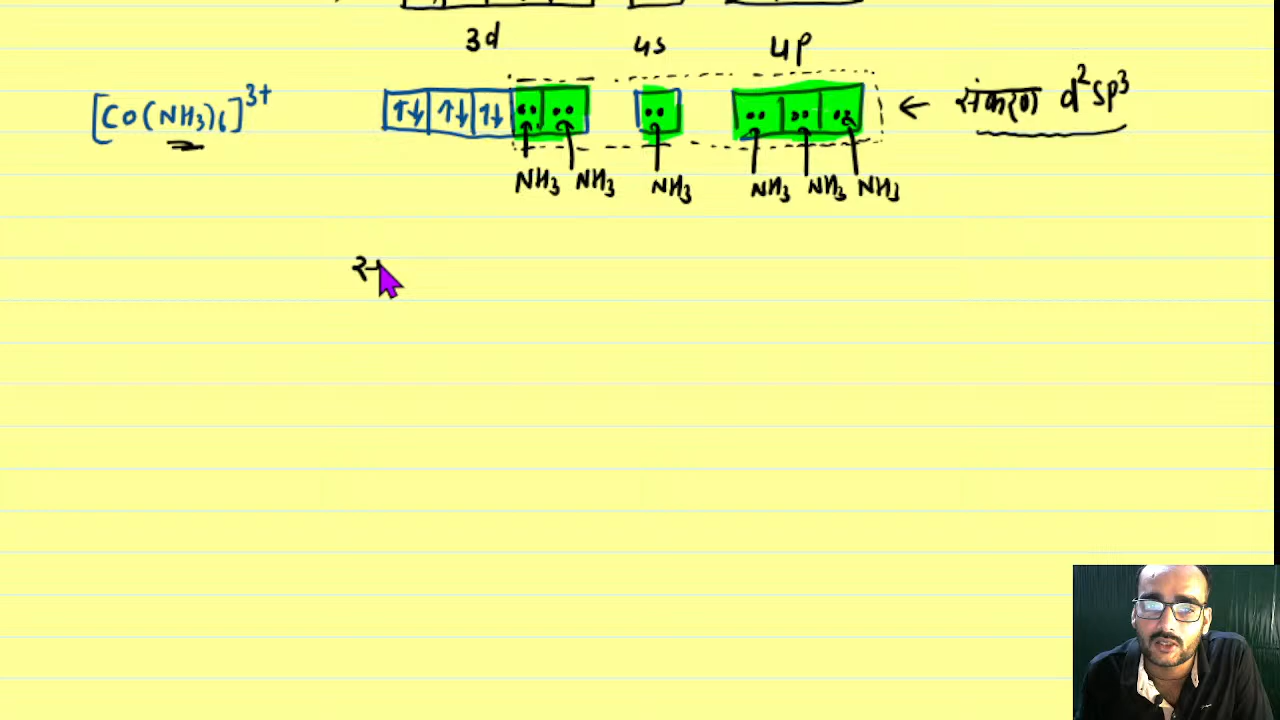 3d 4s 4p
[Co(NH3)6]3+ ↑↓ ↑↓ ↑↓ ← संकरण d2sp3
NH3 NH3 NH3 NH3 NH3 NH3